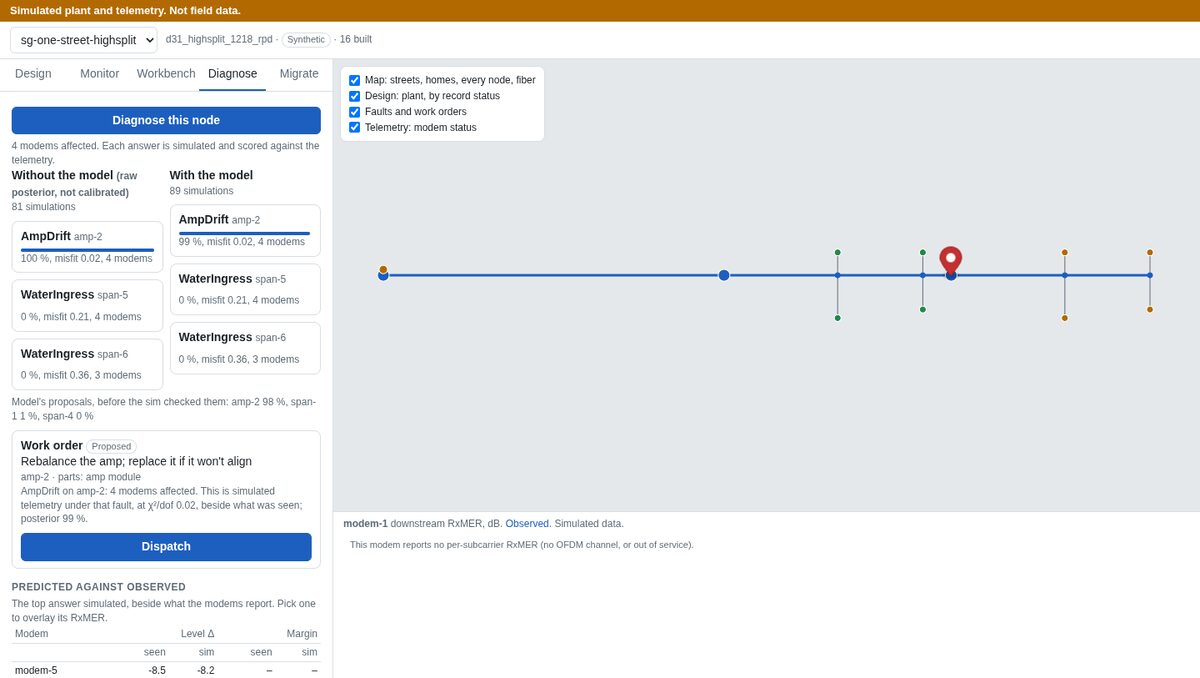 Simulated plant and telemetry. Not field data.
sg-one-street-highsplit
d31_highsplit_1218_rpd · Synthetic · 16 built
Design Monitor Workbench Diagnose Migrate
Diagnose this node
4 modems affected. Each answer is simulated and scored against the
telemetry.
Without the model (raw
posterior, not calibrated)
81 simulations
AmpDrift amp-2
100 %, misfit 0.02, 4 modems
WaterIngress span-5
0 %, misfit 0.21, 4 modems
WaterIngress span-6
0 %, misfit 0.36, 3 modems
With the model
89 simulations
AmpDrift amp-2
99 %, misfit 0.02, 4 modems
WaterIngress span-5
0 %, misfit 0.21, 4 modems
WaterIngress span-6
0 %, misfit 0.36, 3 modems
Model's proposals, before the sim checked them: amp-2 98 %, span-
1 1 %, span-4 0 %
Work order Proposed
Rebalance the amp; replace it if it won't align
amp-2 · parts: amp module
AmpDrift on amp-2: 4 modems affected. This is simulated
telemetry under that fault, at χ²/dof 0.02, beside what was seen;
posterior 99 %.
Dispatch
PREDICTED AGAINST OBSERVED
The top answer simulated, beside what the modems report. Pick one
to overlay its RxMER.
Modem Level Δ Margin
seen sim seen sim
modem-5 -8.5 -8.2 – –
Map: streets, homes, every node, fiber
Design: plant, by record status
Faults and work orders
Telemetry: modem status
modem-1 downstream RxMER, dB. Observed. Simulated data.
This modem reports no per-subcarrier RxMER (no OFDM channel, or out of service).